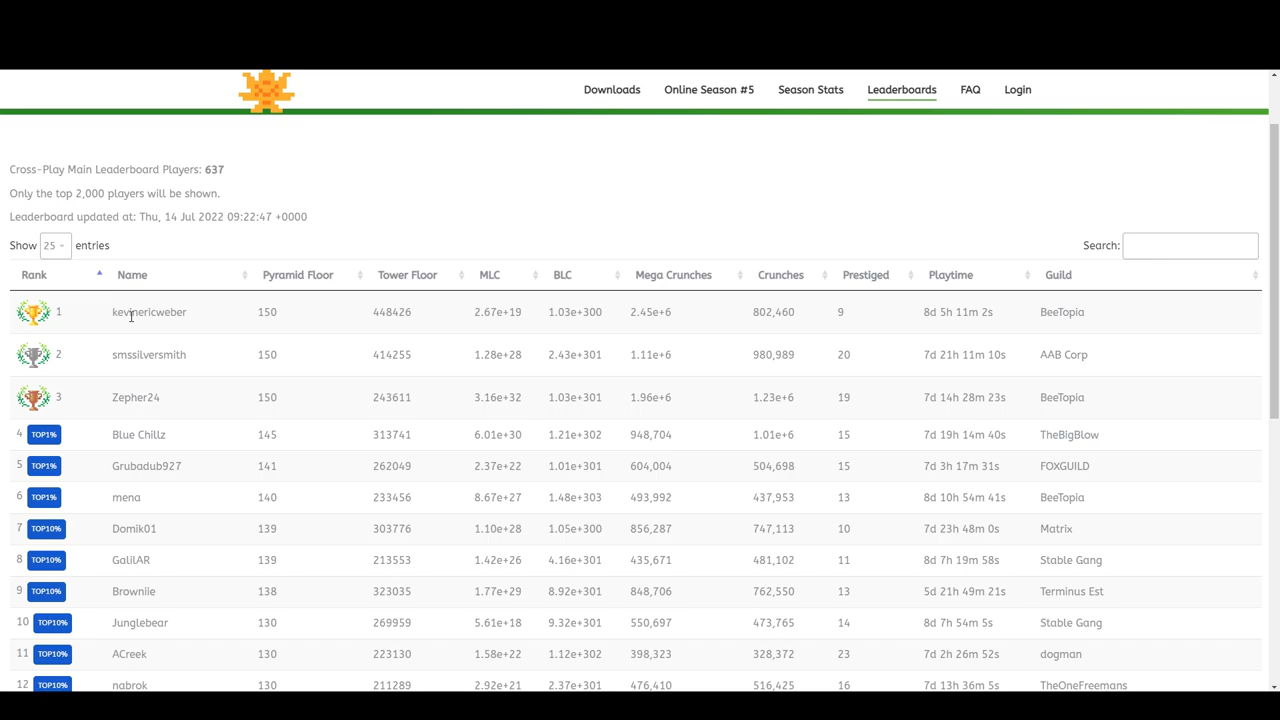 Downloads Online Season #5 Season Stats Leaderboards FAQ Login
Cross-Play Main Leaderboard Players: 637
Only the top 2,000 players will be shown.
Leaderboard updated at: Thu, 14 Jul 2022 09:22:47 +0000
Show 25 entries Search:
Rank Name Pyramid Floor Tower Floor MLC BLC Mega Crunches Crunches Prestiged Playtime Guild
1 kevinericweber 150 448426 2.67e+19 1.03e+300 2.45e+6 802,460 9 8d 5h 11m 2s BeeTopia
2 smssilversmith 150 414255 1.28e+28 2.43e+301 1.11e+6 980,989 20 7d 21h 11m 10s AAB Corp
3 Zepher24 150 243611 3.16e+32 1.03e+301 1.96e+6 1.23e+6 19 7d 14h 28m 23s BeeTopia
4 TOP1% Blue Chillz 145 313741 6.01e+30 1.21e+302 948,704 1.01e+6 15 7d 19h 14m 40s TheBigBlow
5 TOP1% Grubadub927 141 262049 2.37e+22 1.01e+301 604,004 504,698 15 7d 3h 17m 31s FOXGUILD
6 TOP1% mena 140 233456 8.67e+27 1.48e+303 493,992 437,953 13 8d 10h 54m 41s BeeTopia
7 TOP10% Domik01 139 303776 1.10e+28 1.05e+300 856,287 747,113 10 7d 23h 48m 0s Matrix
8 TOP10% GalilAR 139 213553 1.42e+26 4.16e+301 435,671 481,102 11 8d 7h 19m 58s Stable Gang
9 TOP10% Browniie 138 323035 1.77e+29 8.92e+301 848,706 762,550 13 5d 21h 49m 21s Terminus Est
10 TOP10% Junglebear 130 269959 5.61e+18 9.32e+301 550,697 473,765 14 8d 7h 54m 5s Stable Gang
11 TOP10% ACreek 130 223130 1.58e+22 1.12e+302 398,323 328,372 23 7d 2h 26m 52s dogman
12 TOP10% nabrok 130 211289 2.92e+21 2.37e+301 476,410 516,425 16 7d 13h 36m 5s TheOneFreemans